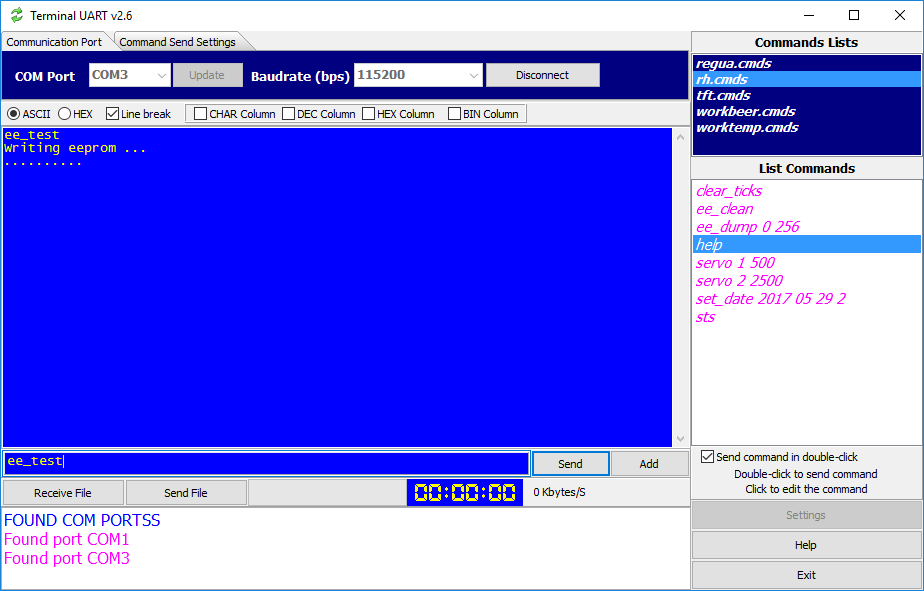 Terminal UART v2.6
Communication Port
Command Send Settings
COM Port
COM3
Update
Baudrate (bps)
115200
Disconnect
ASCII
HEX
Line break
CHAR Column
DEC Column
HEX Column
BIN Column
ee_test
Writing eeprom ...
..........
ee_test
Send
Add
Receive File
Send File
00:00:00
0 Kbytes/S
FOUND COM PORTSS
Found port COM1
Found port COM3
Commands Lists
regua.cmds
rh.cmds
tft.cmds
workbeer.cmds
worktemp.cmds
List Commands
clear_ticks
ee_clean
ee_dump 0 256
help
servo 1 500
servo 2 2500
set_date 2017 05 29 2
sts
Send command in double-click
Double-click to send command
Click to edit the command
Settings
Help
Exit